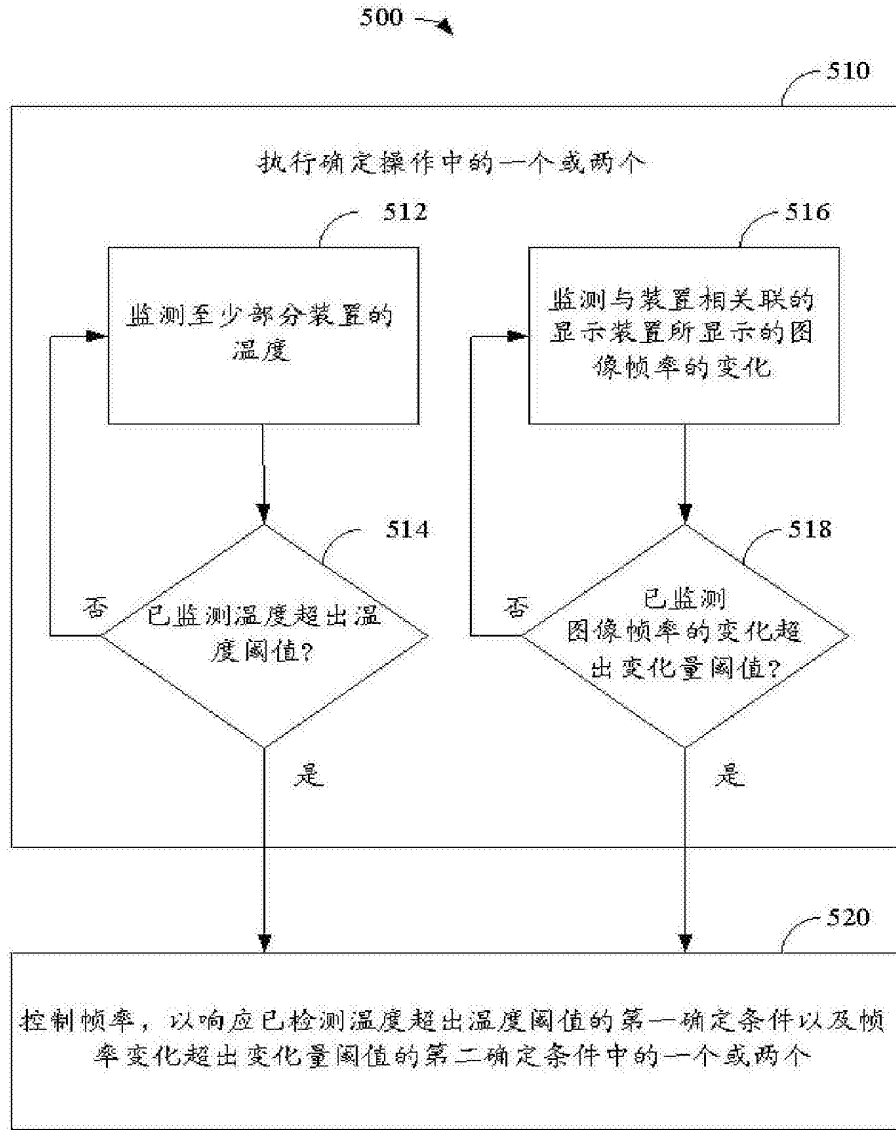 500
510
执行确定操作中的一个或两个
512
监测至少部分装置的
温度
514
已监测温度超出温
度阈值?
否
是
516
监测与装置相关联的
显示装置所显示的图
像帧率的变化
518
已监测
图像帧率的变化超
出变化量阈值?
否
是
520
控制帧率，以响应已检测温度超出温度阈值的第一确定条件以及帧
率变化超出变化量阈值的第二确定条件中的一个或两个